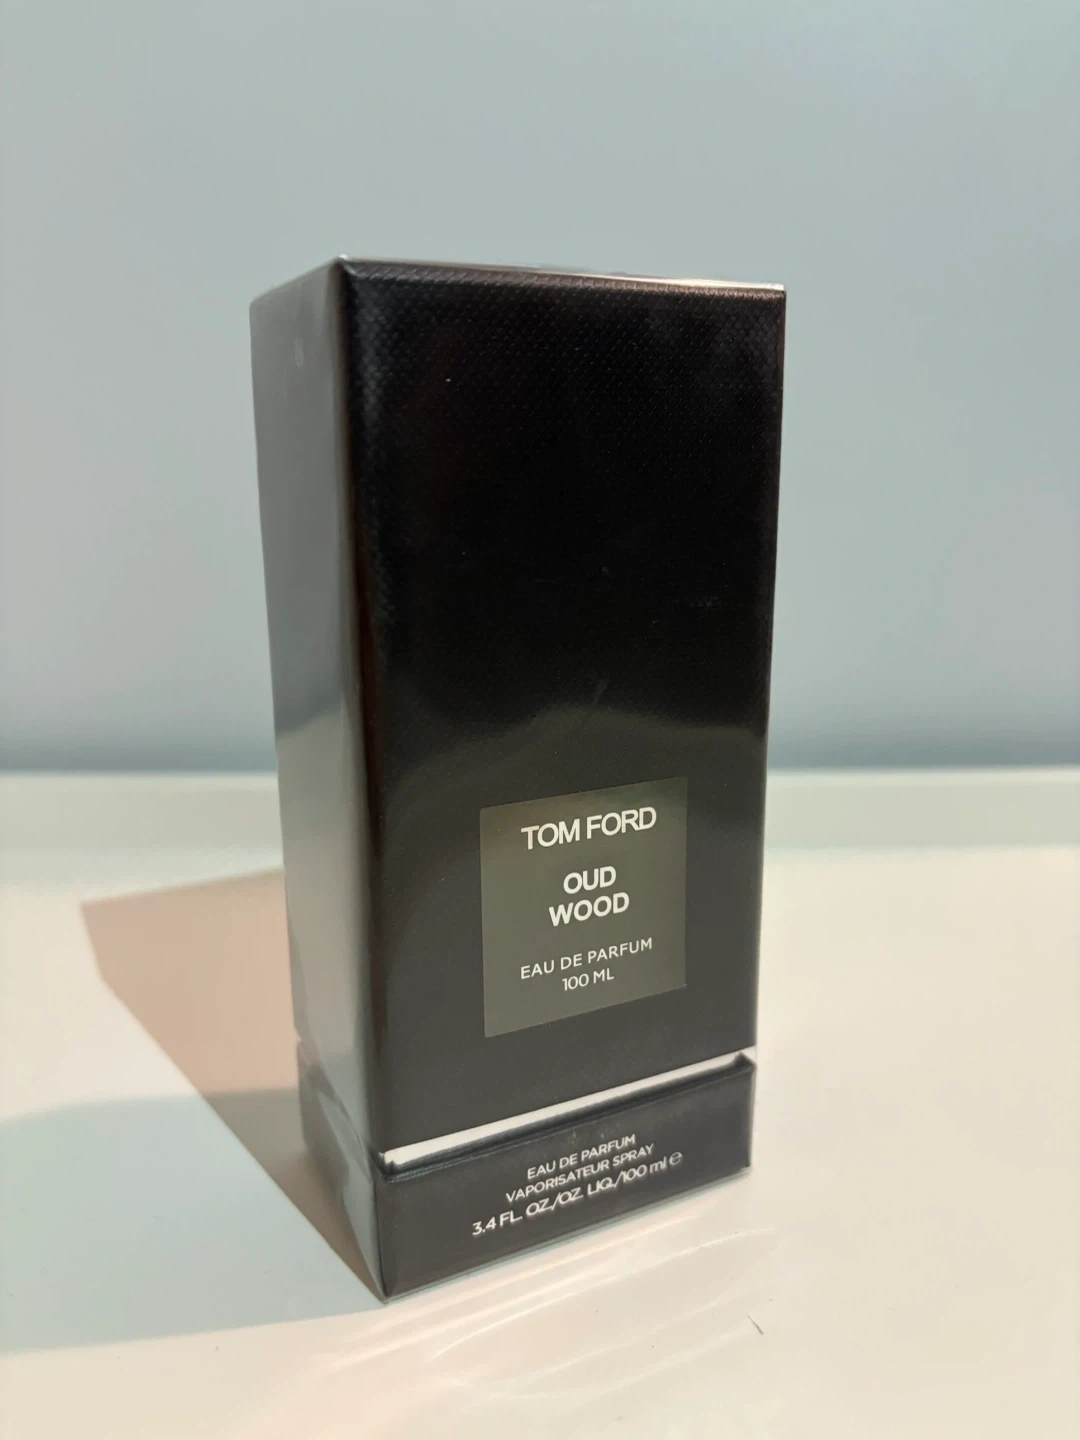 TOM FORD
OUD
WOOD
EAU DE PARFUM
100 ML
EAU DE PARFUM
VAPORISATEUR SPRAY
3.4 FL. OZ./OZ. LIQ./100 ml ℮